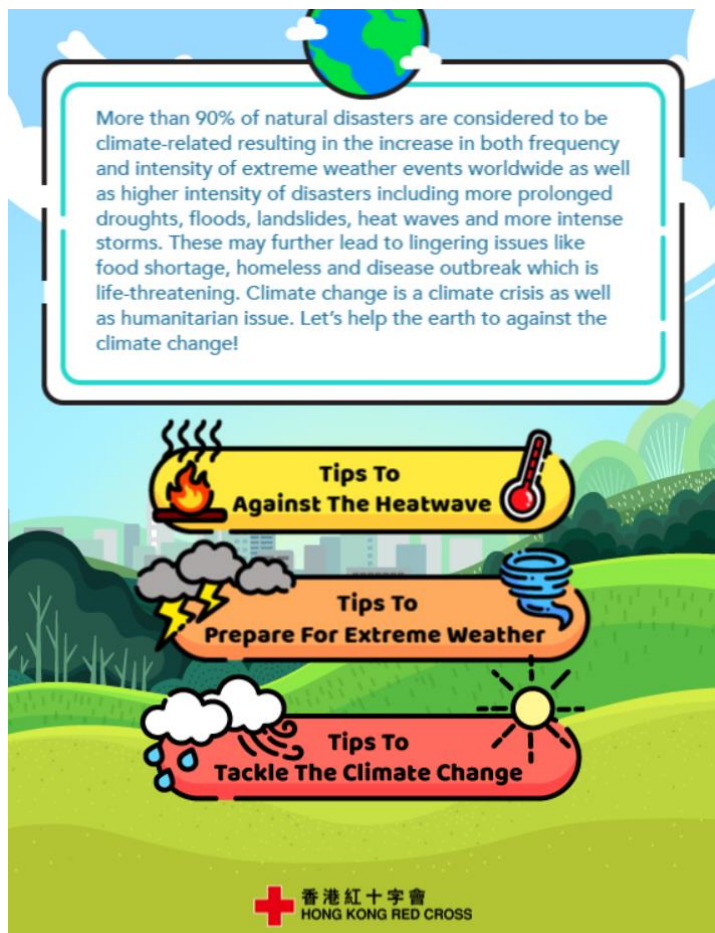 More than 90% of natural disasters are considered to be
climate-related resulting in the increase in both frequency
and intensity of extreme weather events worldwide as well
as higher intensity of disasters including more prolonged
droughts, floods, landslides, heat waves and more intense
storms. These may further lead to lingering issues like
food shortage, homeless and disease outbreak which is
life-threatening. Climate change is a climate crisis as well
as humanitarian issue. Let's help the earth to against the
climate change!
Tips To
Against The Heatwave
Tips To
Prepare For Extreme Weather
Tips To
Tackle The Climate Change
香港紅十字會
HONG KONG RED CROSS